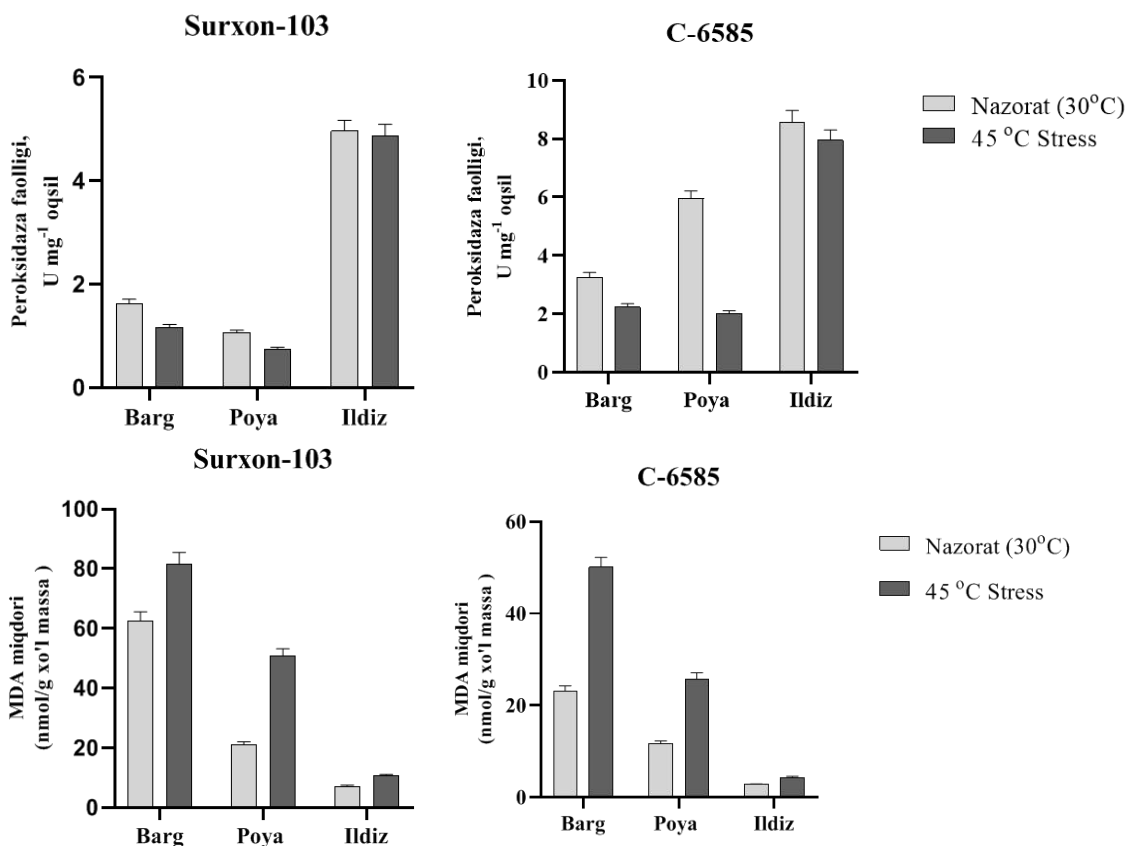 Surxon-103
Peroksidaza faolligi,
U mg⁻¹ oqsil
6
4
2
0
Barg Poya Ildiz
C-6585
Peroksidaza faolligi,
U mg⁻¹ oqsil
10
8
6
4
2
0
Barg Poya Ildiz
Nazorat (30°C)
45 °C Stress
Surxon-103
MDA miqdori
(nmol/g xo'l massa )
100
80
60
40
20
0
Barg Poya Ildiz
C-6585
MDA miqdori
(nmol/g xo'l massa )
60
40
20
0
Barg Poya Ildiz
Nazorat (30°C)
45 °C Stress